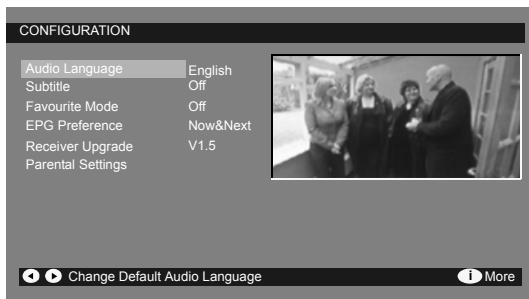 CONFIGURATION
Audio Language English
Subtitle Off
Favourite Mode Off
EPG Preference Now&Next
Receiver Upgrade V1.5
Parental Settings
Change Default Audio Language i More